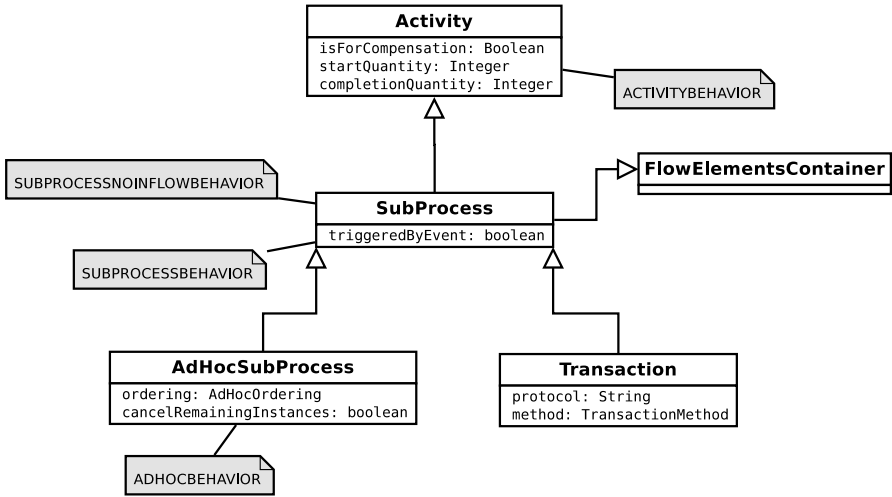 Activity
isForCompensation: Boolean
startQuantity: Integer
completionQuantity: Integer
ACTIVITYBEHAVIOR
FlowElementsContainer
SUBPROCESSNOINFLOWBEHAVIOR
SubProcess
triggeredByEvent: boolean
SUBPROCESSBEHAVIOR
AdHocSubProcess
ordering: AdHocOrdering
cancelRemainingInstances: boolean
Transaction
protocol: String
method: TransactionMethod
ADHOCBEHAVIOR